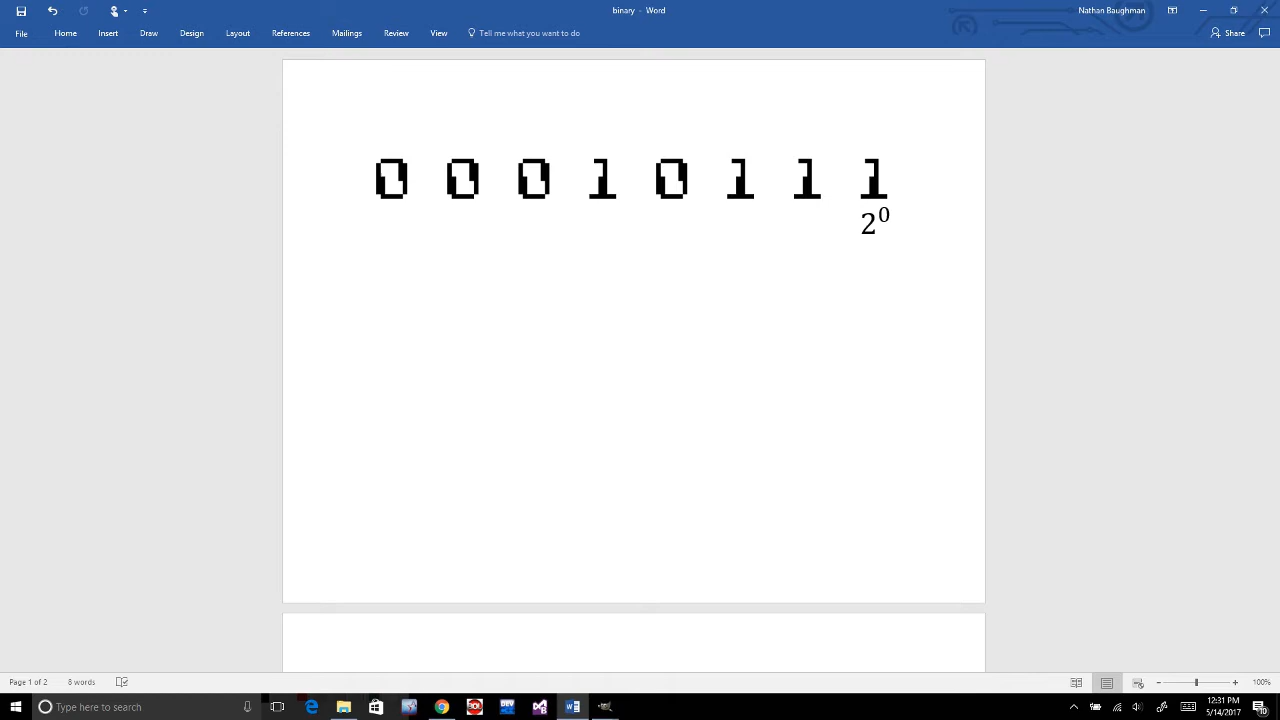 binary - Word
Nathan Baughman
File Home Insert Draw Design Layout References Mailings Review View Tell me what you want to do Share
0 0 0 1 0 1 1 1
2⁰
Page 1 of 2 8 words 100%
Type here to search
12:31 PM
5/14/2017